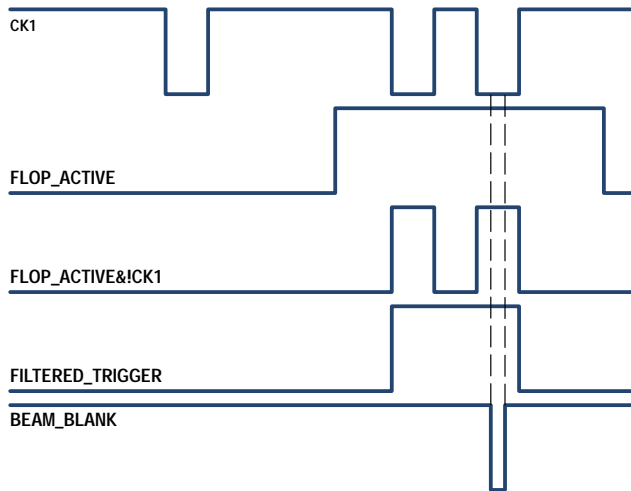 CK1
FLOP_ACTIVE
FLOP_ACTIVE&!CK1
FILTERED_TRIGGER
BEAM_BLANK